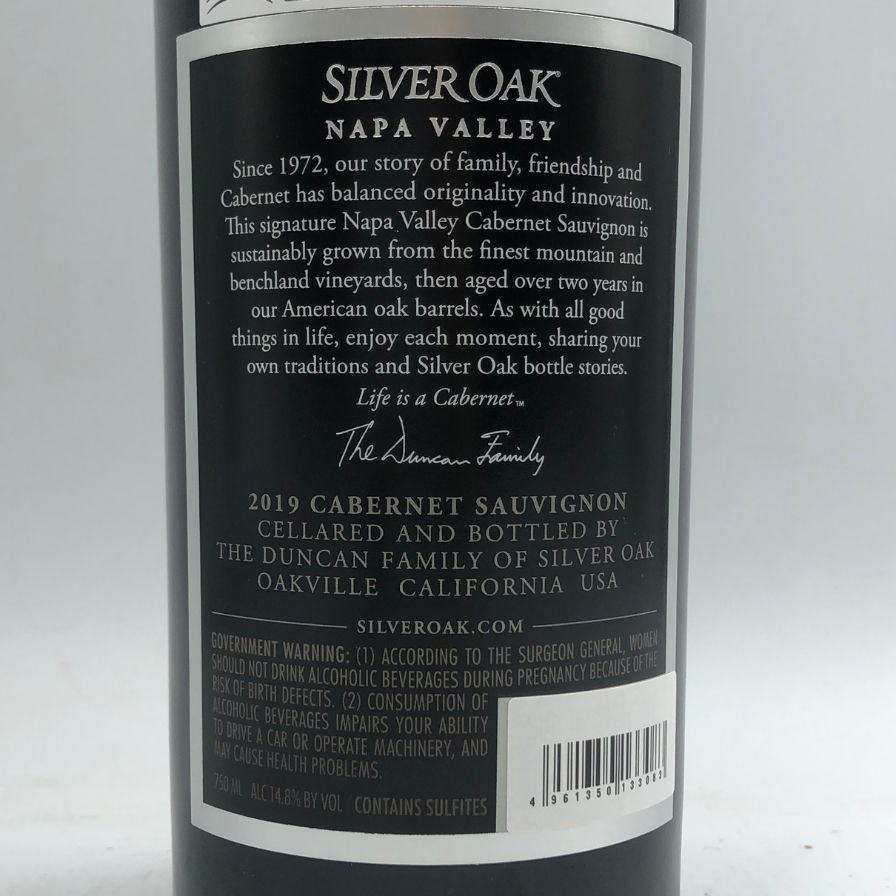 SILVER OAK®
NAPA VALLEY
Since 1972, our story of family, friendship and
Cabernet has balanced originality and innovation.
This signature Napa Valley Cabernet Sauvignon is
sustainably grown from the finest mountain and
benchland vineyards, then aged over two years in
our American oak barrels. As with all good
things in life, enjoy each moment, sharing your
own traditions and Silver Oak bottle stories.
Life is a Cabernet™
The Duncan Family
2019 CABERNET SAUVIGNON
CELLARED AND BOTTLED BY
THE DUNCAN FAMILY OF SILVER OAK
OAKVILLE CALIFORNIA USA
SILVEROAK.COM
GOVERNMENT WARNING: (1) ACCORDING TO THE SURGEON GENERAL, WOMEN
SHOULD NOT DRINK ALCOHOLIC BEVERAGES DURING PREGNANCY BECAUSE OF THE
RISK OF BIRTH DEFECTS. (2) CONSUMPTION OF
ALCOHOLIC BEVERAGES IMPAIRS YOUR ABILITY
TO DRIVE A CAR OR OPERATE MACHINERY, AND
MAY CAUSE HEALTH PROBLEMS.
750 ML ALC 14.8% BY VOL CONTAINS SULFITES
4 961350 133083